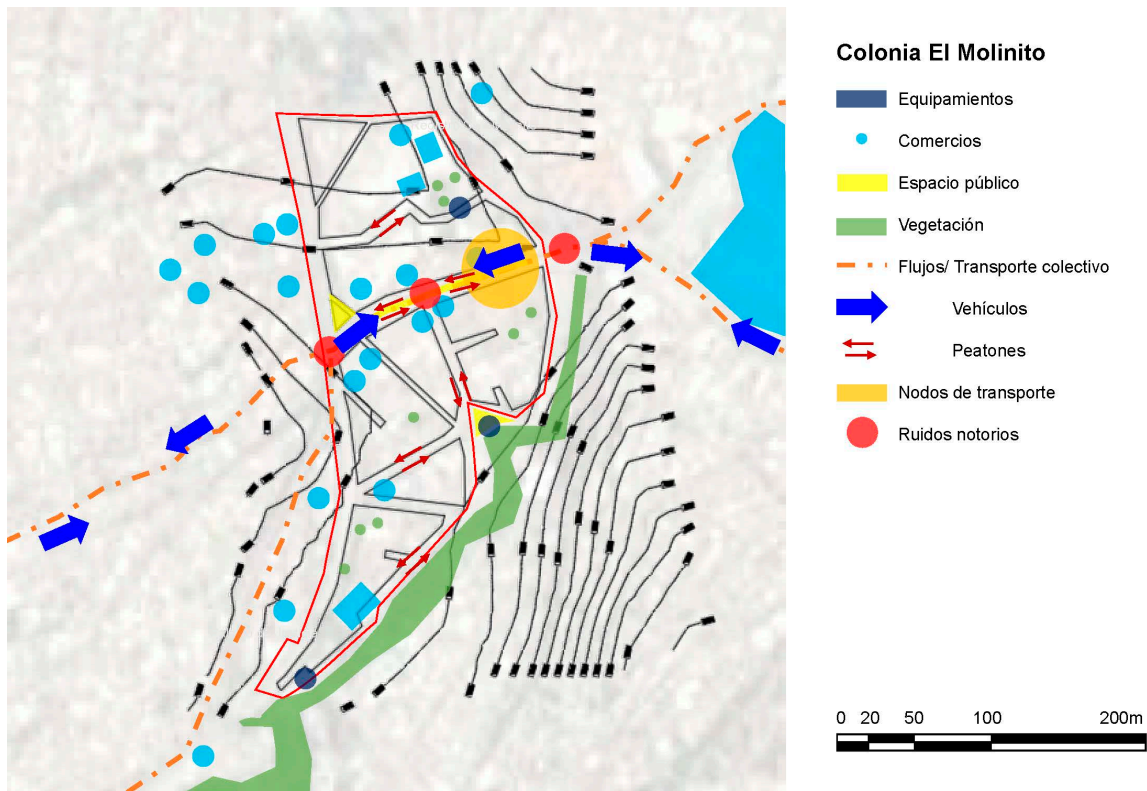 Colonia El Molinito
Equipamientos
Comercios
Espacio público
Vegetación
Flujos/ Transporte colectivo
Vehículos
Peatones
Nodos de transporte
Ruidos notorios
0 20 50 100 200m